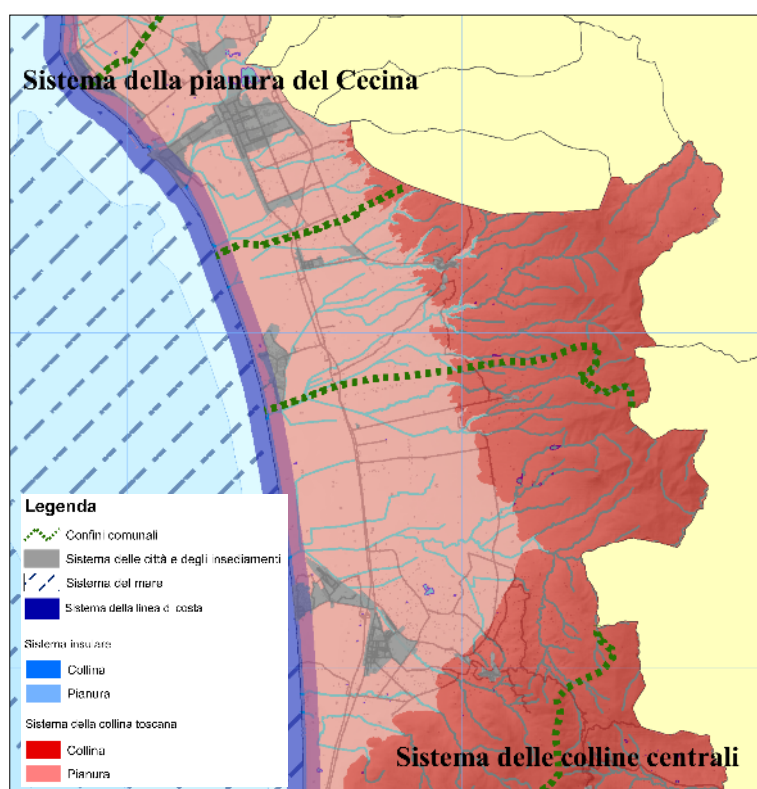 Sistema della pianura del Cecina
Legenda
Confini comunali
Sistema delle città e degli insediamenti
Sistema del mare
Sistema della linea di costa
Sistema insulare
Collina
Pianura
Sistema della collina toscana
Collina
Pianura
Sistema delle colline centrali